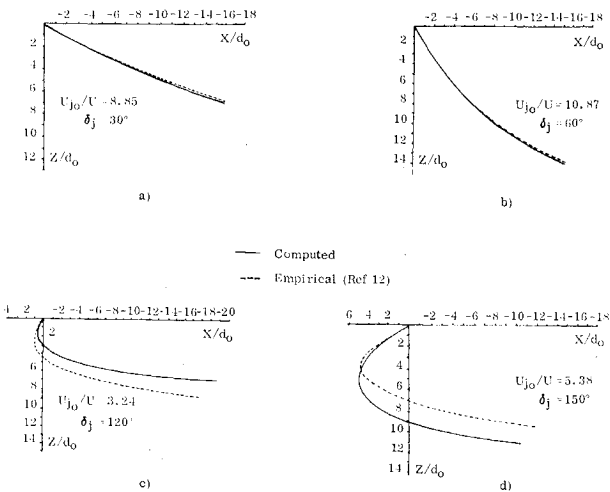 -2 -4 -6 -8 -10 -12 -14 -16 -18
X/do
2
4
6
8
10
12
Ujo/U = 8.85
δj = 30°
Z/do
a)
-2 -4 -6 -8 -10 -12 -14 -16 -18
X/do
2
4
6
8
10
12
14
Ujo/U = 10.87
δj = 60°
Z/do
b)
Computed
Empirical (Ref 12)
4 2 -2 -4 -6 -8 -10 -12 -14 -16 -18 -20
X/do
2
6
8
10
12
14
Ujo/U = 3.24
δj = 120°
Z/do
c)
6 4 2 -2 -4 -6 -8 -10 -12 -14 -16 -18
X/do
2
4
6
8
10
12
14
Ujo/U = 5.38
δj = 150°
Z/do
d)